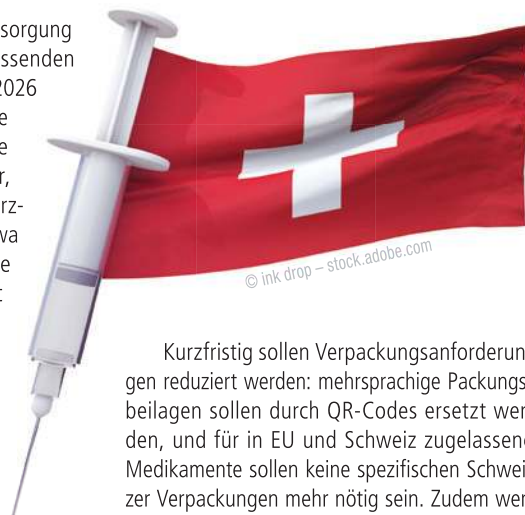 sorgung
ssenden
2026
e
e
r,
rz-
wa
e
t
© ink drop – stock.adobe.com
Kurzfristig sollen Verpackungsanforderun-
gen reduziert werden: mehrsprachige Packungs-
beilagen sollen durch QR-Codes ersetzt wer-
den, und für in EU und Schweiz zugelassene
Medikamente sollen keine spezifischen Schwei-
zer Verpackungen mehr nötig sein. Zudem wer-